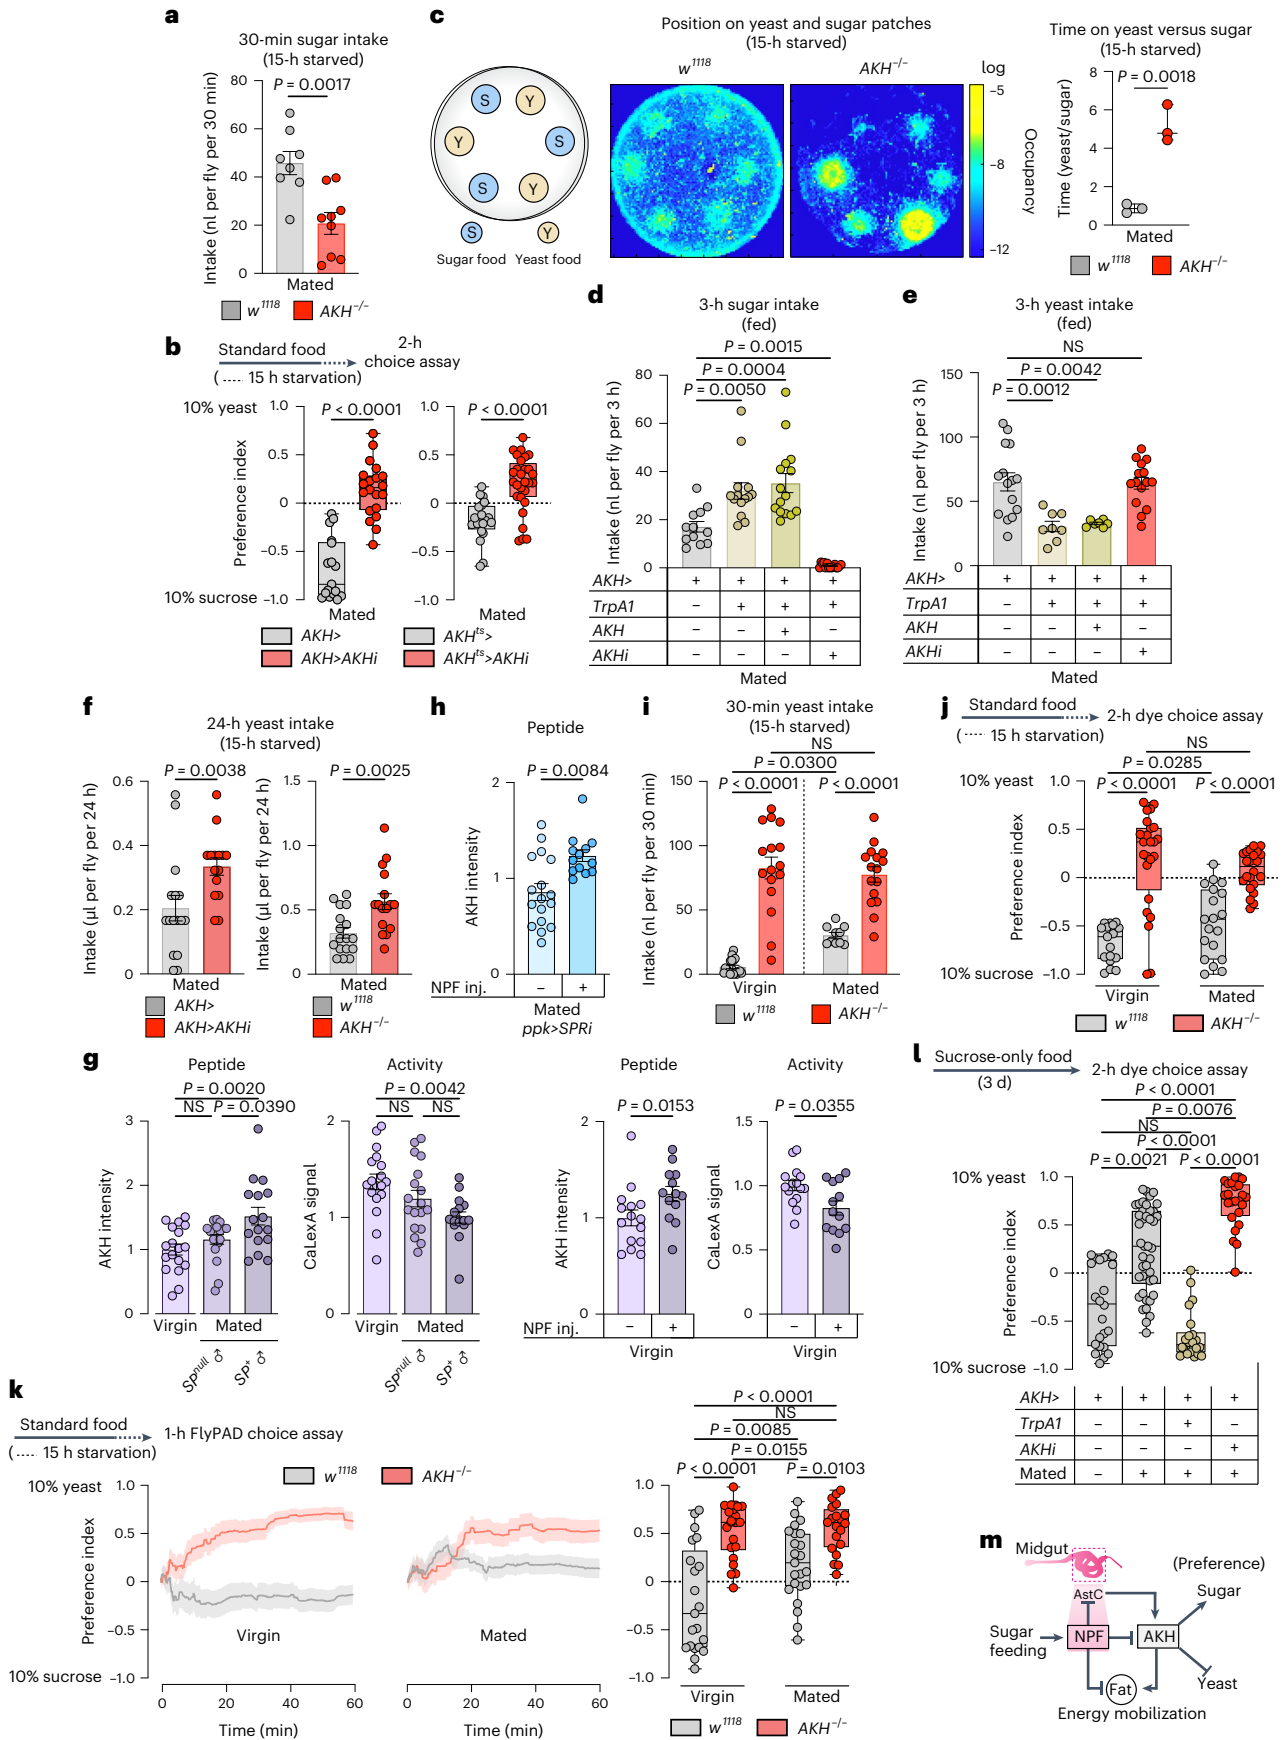 a
30-min sugar intake
(15-h starved)
P = 0.0017
Intake (nl per fly per 30 min)
80
60
40
20
0
Mated
w1118
AKH−/−
b
Standard food
(---- 15 h starvation)
2-h
choice assay
10% yeast
Preference index
10% sucrose
1.0
0.5
0
−0.5
−1.0
P < 0.0001
Mated
AKH>
AKH>AKHi
1.0
0.5
0
−0.5
−1.0
P < 0.0001
Mated
AKHts>
AKHts>AKHi
c
Position on yeast and sugar patches
(15-h starved)
S
Y
Y
S
S
Y
S
Y
Sugar food
Yeast food
w1118
AKH−/−
log
−5
−8
−12
Occupancy
Time on yeast versus sugar
(15-h starved)
P = 0.0018
Time (yeast/sugar)
8
6
4
2
0
Mated
w1118
AKH−/−
d
3-h sugar intake
(fed)
P = 0.0015
P = 0.0004
P = 0.0050
Intake (nl per fly per 3 h)
80
60
40
20
0
AKH> + + + +
TrpA1 − + + +
AKH − − + −
AKHi − − − +
Mated
e
3-h yeast intake
(fed)
NS
P = 0.0042
P = 0.0012
Intake (nl per fly per 3 h)
150
100
50
0
AKH> + + + +
TrpA1 − + + +
AKH − − + −
AKHi − − − +
Mated
f
24-h yeast intake
(15-h starved)
P = 0.0038
Intake (µl per fly per 24 h)
0.6
0.4
0.2
0
Mated
AKH>
AKH>AKHi
P = 0.0025
Intake (µl per fly per 24 h)
1.5
1.0
0.5
0
Mated
w1118
AKH−/−
h
Peptide
P = 0.0084
AKH intensity
2
1
0
NPF inj. − +
Mated
ppk>SPRi
i
30-min yeast intake
(15-h starved)
NS
P = 0.0300
P < 0.0001
P < 0.0001
Intake (nl per fly per 30 min)
150
100
50
0
Virgin
Mated
w1118
AKH−/−
j
Standard food
(---- 15 h starvation)
2-h dye choice assay
NS
P = 0.0285
P < 0.0001
P < 0.0001
10% yeast
Preference index
10% sucrose
1.0
0.5
0
−0.5
−1.0
Virgin
Mated
w1118
AKH−/−
g
Peptide
P = 0.0020
NS
P = 0.0390
AKH intensity
3
2
1
0
Virgin
Mated
SPnull ♂
SP+ ♂
Activity
P = 0.0042
NS
NS
CaLexA signal
2
1
0
Virgin
Mated
SPnull ♂
SP+ ♂
Peptide
P = 0.0153
AKH intensity
2
1
0
NPF inj. − +
Virgin
Activity
P = 0.0355
CaLexA signal
1.5
1.0
0.5
0
− +
Virgin
k
Standard food
(---- 15 h starvation)
1-h FlyPAD choice assay
w1118
AKH−/−
10% yeast
Preference index
10% sucrose
1.0
0.5
0
−0.5
−1.0
Virgin
Mated
0
20
40
60
Time (min)
0
20
40
60
Time (min)
P < 0.0001
NS
P = 0.0085
P = 0.0155
P < 0.0001
P = 0.0103
1.0
0.5
0
−0.5
−1.0
Virgin
Mated
w1118
AKH−/−
l
Sucrose-only food
(3 d)
2-h dye choice assay
P < 0.0001
P = 0.0076
NS
P < 0.0001
P = 0.0021
P < 0.0001
10% yeast
Preference index
10% sucrose
1.0
0.5
0
−0.5
−1.0
AKH> + + + +
TrpA1 − − + −
AKHi − − − +
Mated − + + +
m
Midgut
(Preference)
AstC
Sugar
Sugar
feeding
NPF
AKH
Yeast
Fat
Energy mobilization